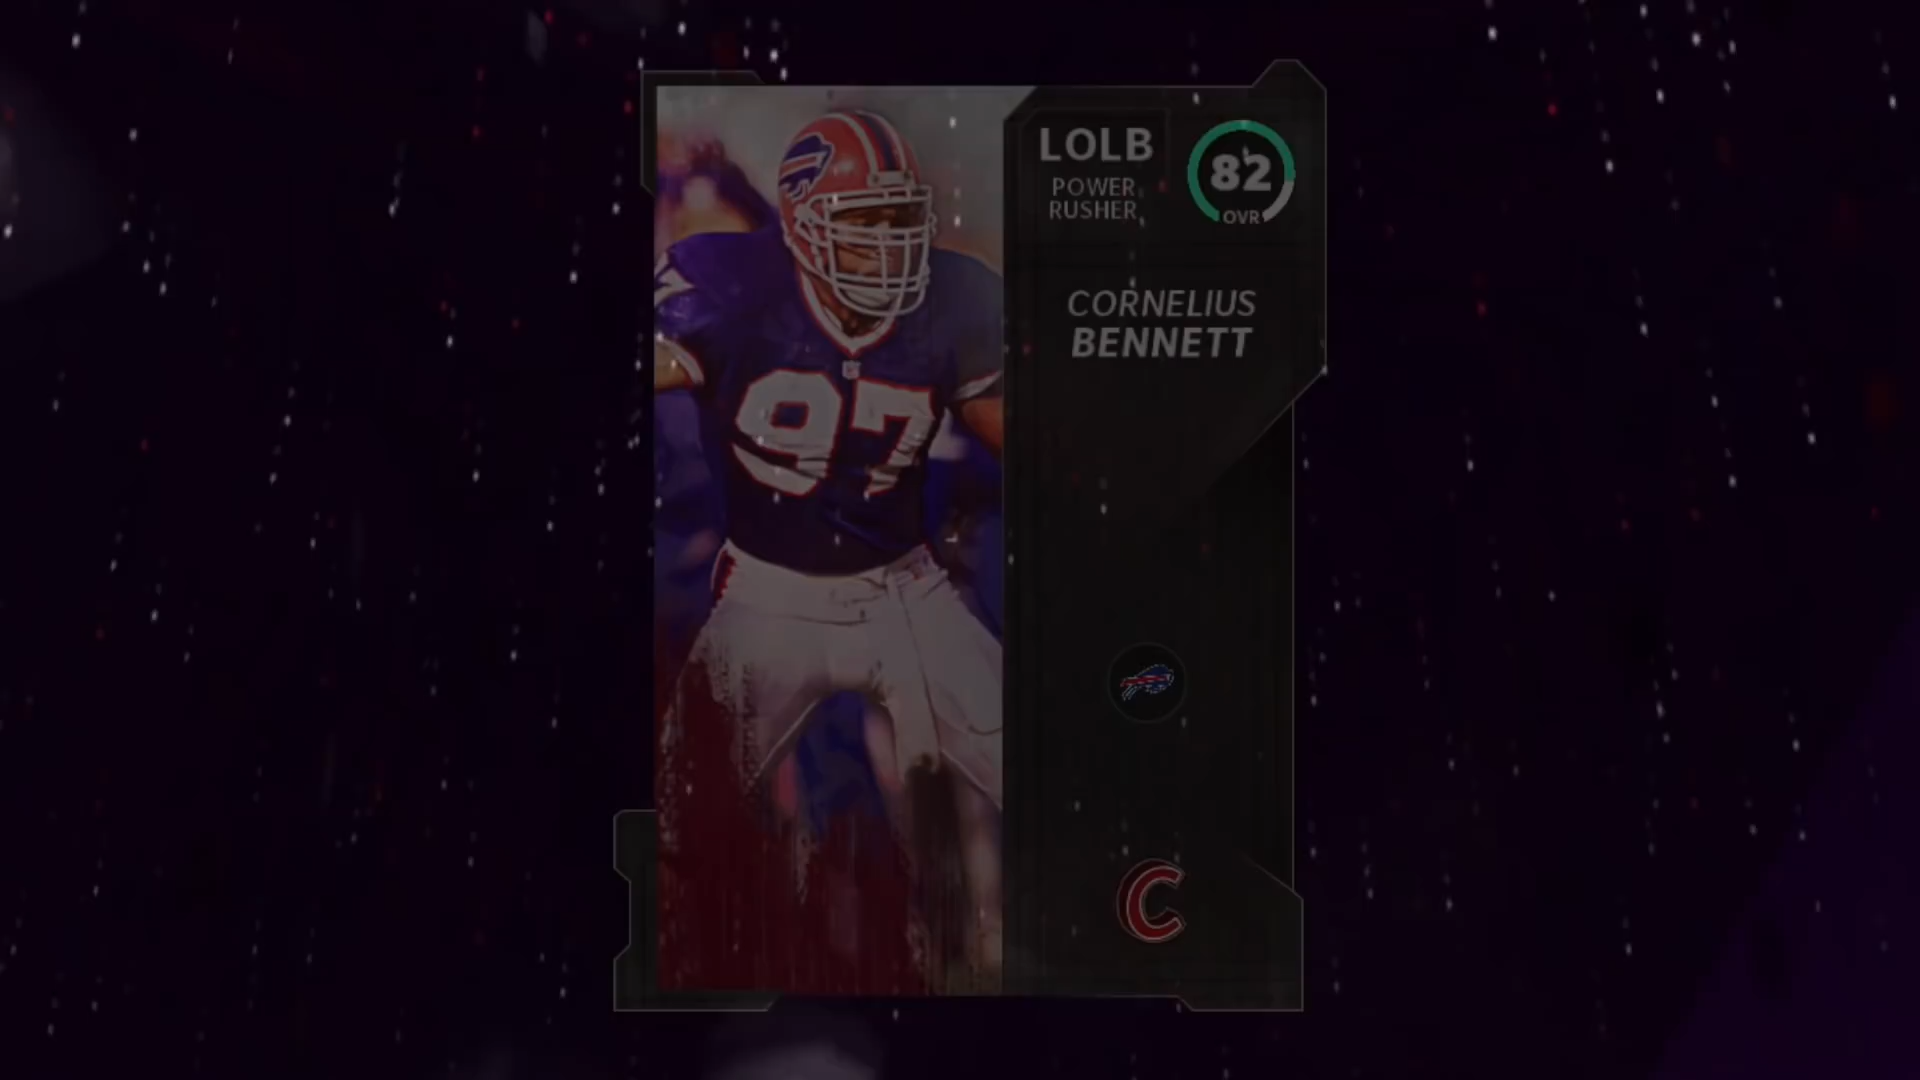 LOLB
POWER
RUSHER
82
OVR
CORNELIUS
BENNETT
97
C